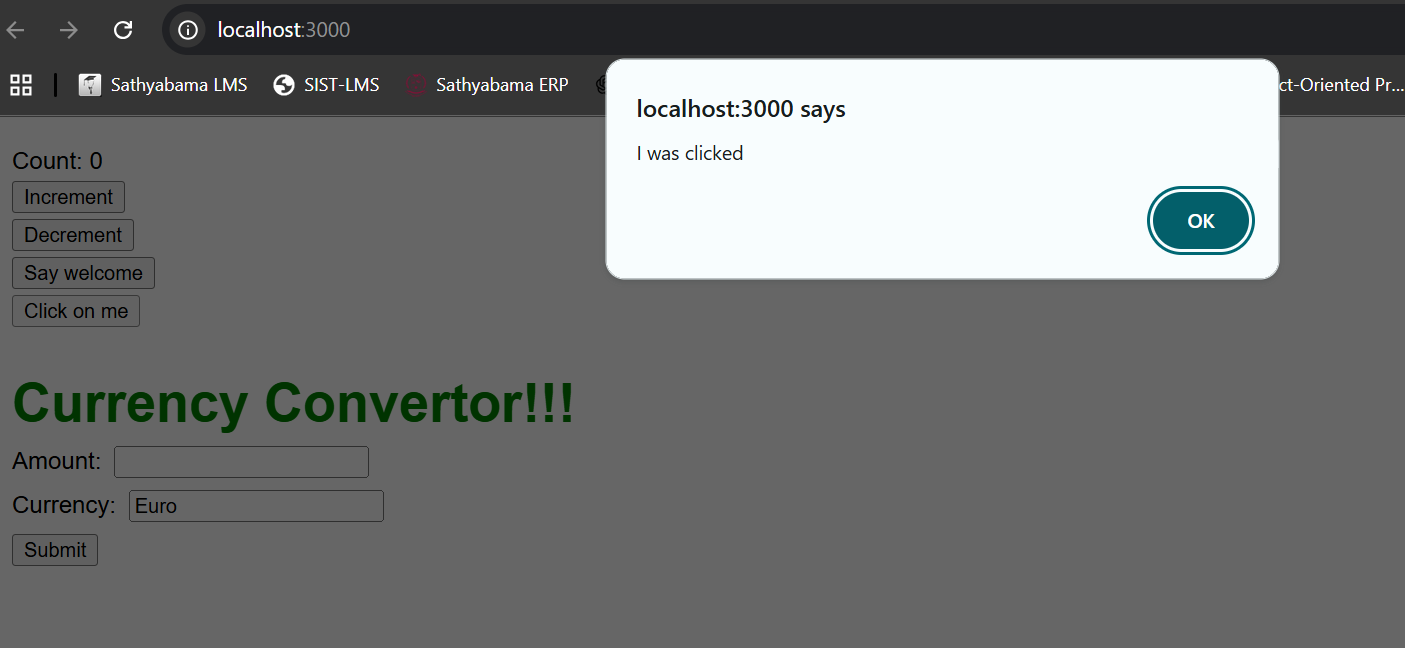 localhost:3000
Sathyabama LMS SIST-LMS Sathyabama ERP ct-Oriented Pr...
localhost:3000 says
I was clicked
OK
Count: 0
Increment
Decrement
Say welcome
Click on me
Currency Convertor!!!
Amount:
Currency: Euro
Submit